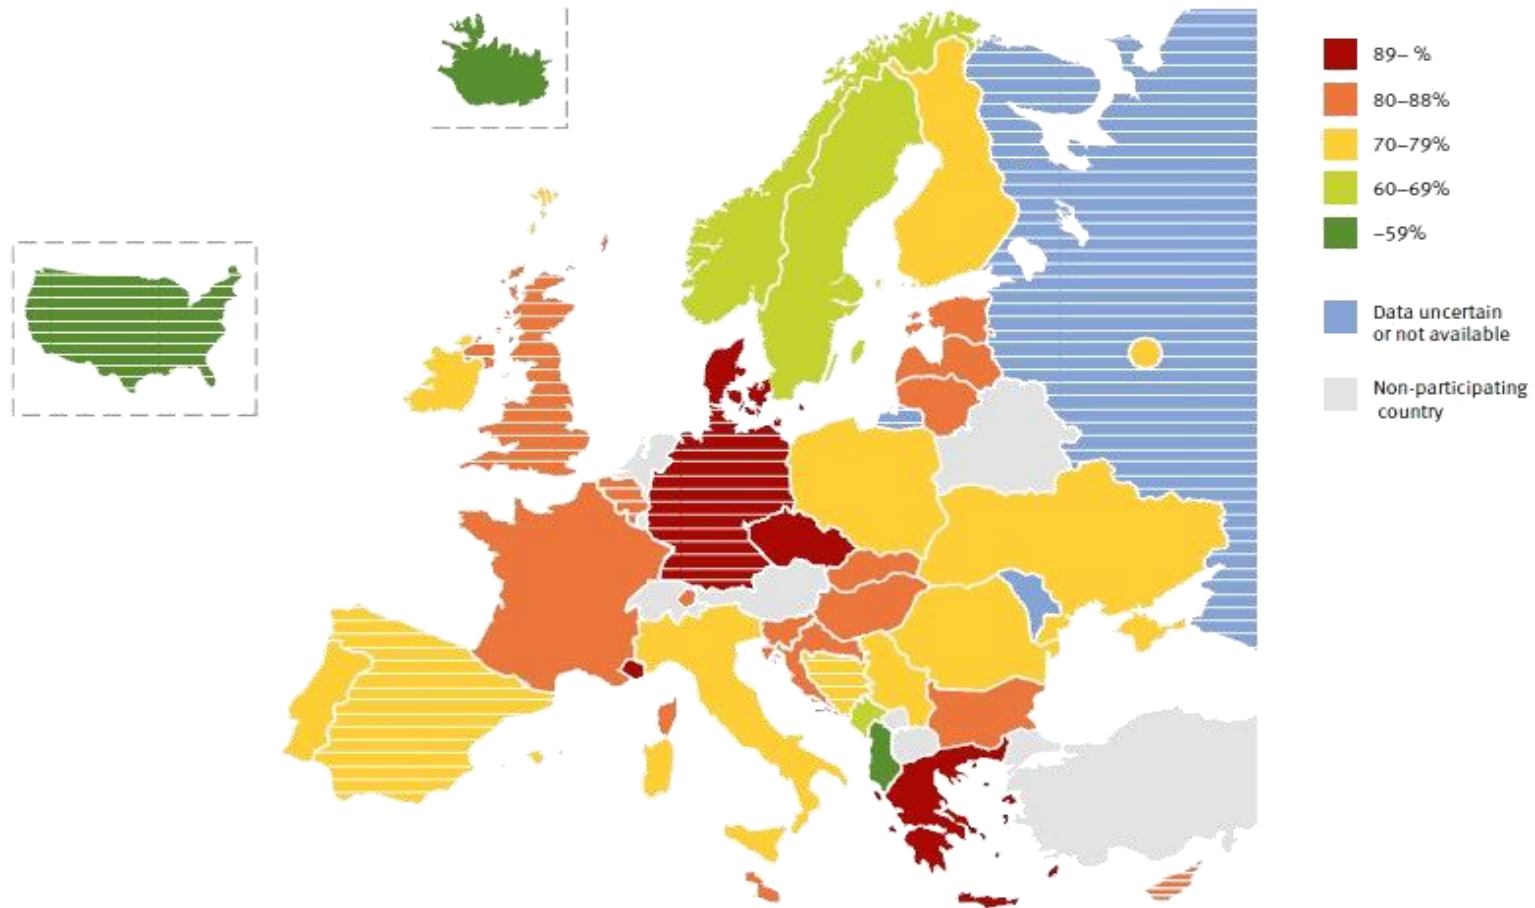 89– %
80–88%
70–79%
60–69%
–59%
Data uncertain
or not available
Non-participating
country